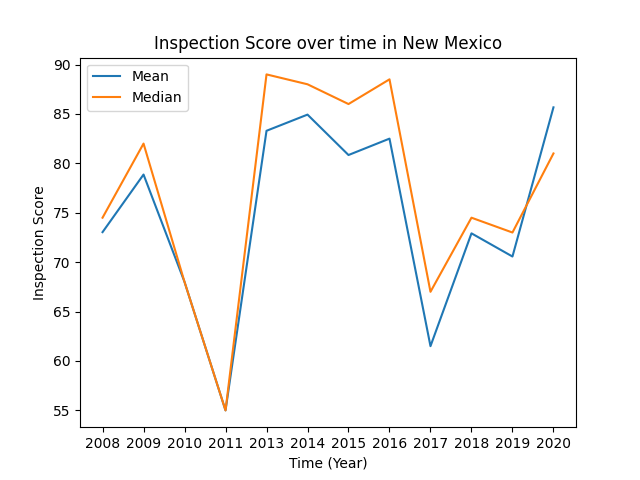 Inspection Score over time in New Mexico
Mean
Median
90
85
80
75
70
65
60
55
Inspection Score
2008 2009 2010 2011 2013 2014 2015 2016 2017 2018 2019 2020
Time (Year)